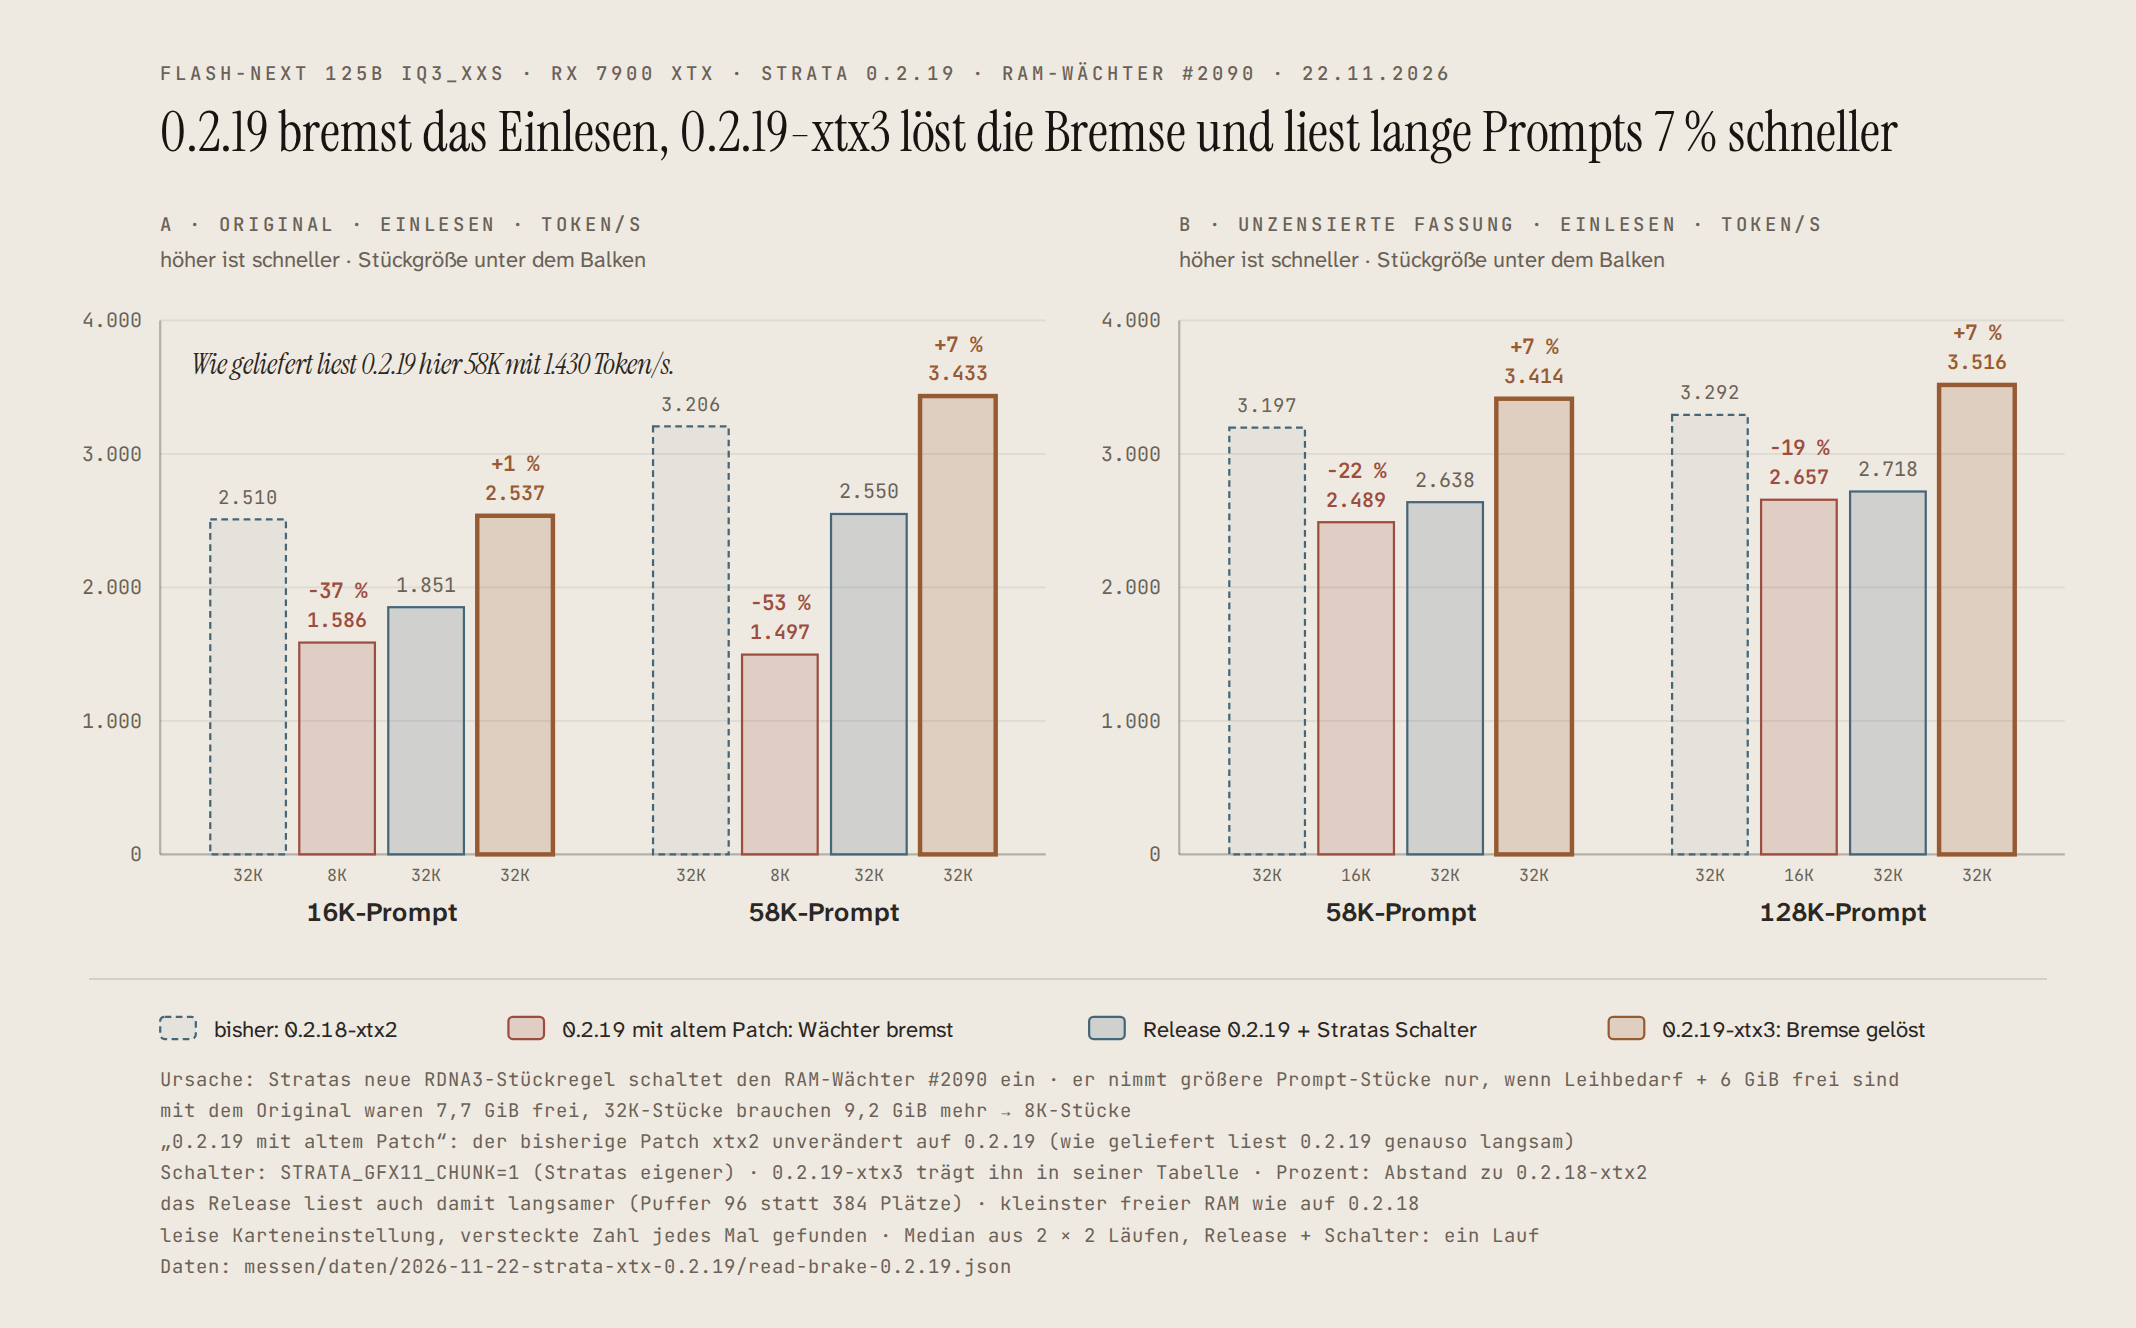 FLASH-NEXT 125B IQ3_XXS · RX 7900 XTX · STRATA 0.2.19 · RAM-WÄCHTER #2090 · 22.11.2026
0.2.19 bremst das Einlesen, 0.2.19-xtx3 löst die Bremse und liest lange Prompts 7 % schneller
A · ORIGINAL · EINLESEN · TOKEN/S
höher ist schneller · Stückgröße unter dem Balken
4.000
3.000
2.000
1.000
0
Wie geliefert liest 0.2.19 hier 58K mit 1.430 Token/s.
2.510
-37 %
1.586
1.851
+1 %
2.537
3.206
-53 %
1.497
2.550
+7 %
3.433
32K 8K 32K 32K 32K 8K 32K 32K
16K-Prompt 58K-Prompt
B · UNZENSIERTE FASSUNG · EINLESEN · TOKEN/S
höher ist schneller · Stückgröße unter dem Balken
4.000
3.000
2.000
1.000
0
3.197
-22 %
2.489
2.638
+7 %
3.414
3.292
-19 %
2.657
2.718
+7 %
3.516
32K 16K 32K 32K 32K 16K 32K 32K
58K-Prompt 128K-Prompt
bisher: 0.2.18-xtx2 0.2.19 mit altem Patch: Wächter bremst Release 0.2.19 + Stratas Schalter 0.2.19-xtx3: Bremse gelöst
Ursache: Stratas neue RDNA3-Stückregel schaltet den RAM-Wächter #2090 ein · er nimmt größere Prompt-Stücke nur, wenn Leihbedarf + 6 GiB frei sind
mit dem Original waren 7,7 GiB frei, 32K-Stücke brauchen 9,2 GiB mehr → 8K-Stücke
„0.2.19 mit altem Patch“: der bisherige Patch xtx2 unverändert auf 0.2.19 (wie geliefert liest 0.2.19 genauso langsam)
Schalter: STRATA_GFX11_CHUNK=1 (Stratas eigener) · 0.2.19-xtx3 trägt ihn in seiner Tabelle · Prozent: Abstand zu 0.2.18-xtx2
das Release liest auch damit langsamer (Puffer 96 statt 384 Plätze) · kleinster freier RAM wie auf 0.2.18
leise Karteneinstellung, versteckte Zahl jedes Mal gefunden · Median aus 2 × 2 Läufen, Release + Schalter: ein Lauf
Daten: messen/daten/2026-11-22-strata-xtx-0.2.19/read-brake-0.2.19.json